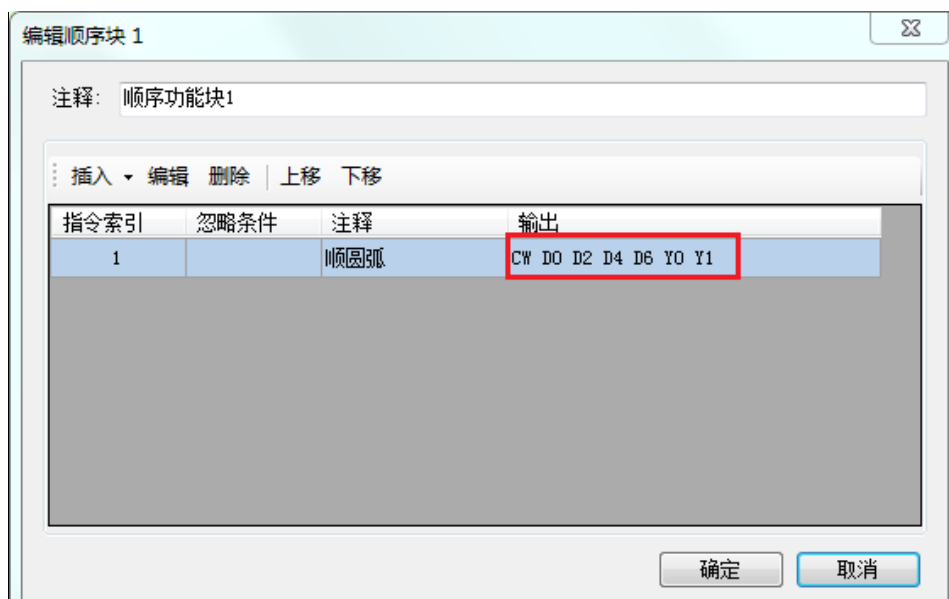 编辑顺序块 1
注释: 顺序功能块1
插入 编辑 删除 上移 下移
指令索引 忽略条件 注释 输出
1 顺圆弧 CW D0 D2 D4 D6 Y0 Y1
确定 取消